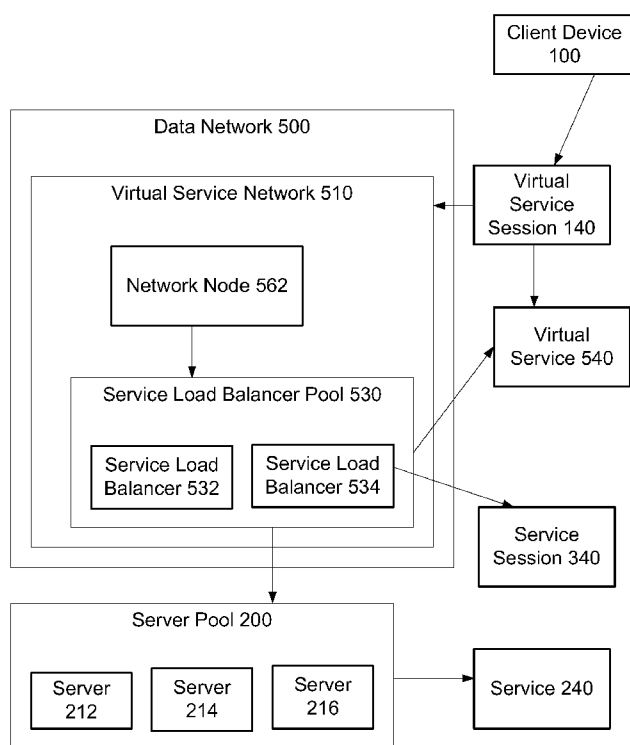 Client Device
100
Data Network 500
Virtual Service Network 510
Virtual
Service
Session 140
Network Node 562
Virtual
Service 540
Service Load Balancer Pool 530
Service Load
Balancer 532
Service Load
Balancer 534
Service
Session 340
Server Pool 200
Server
212
Server
214
Server
216
Service 240